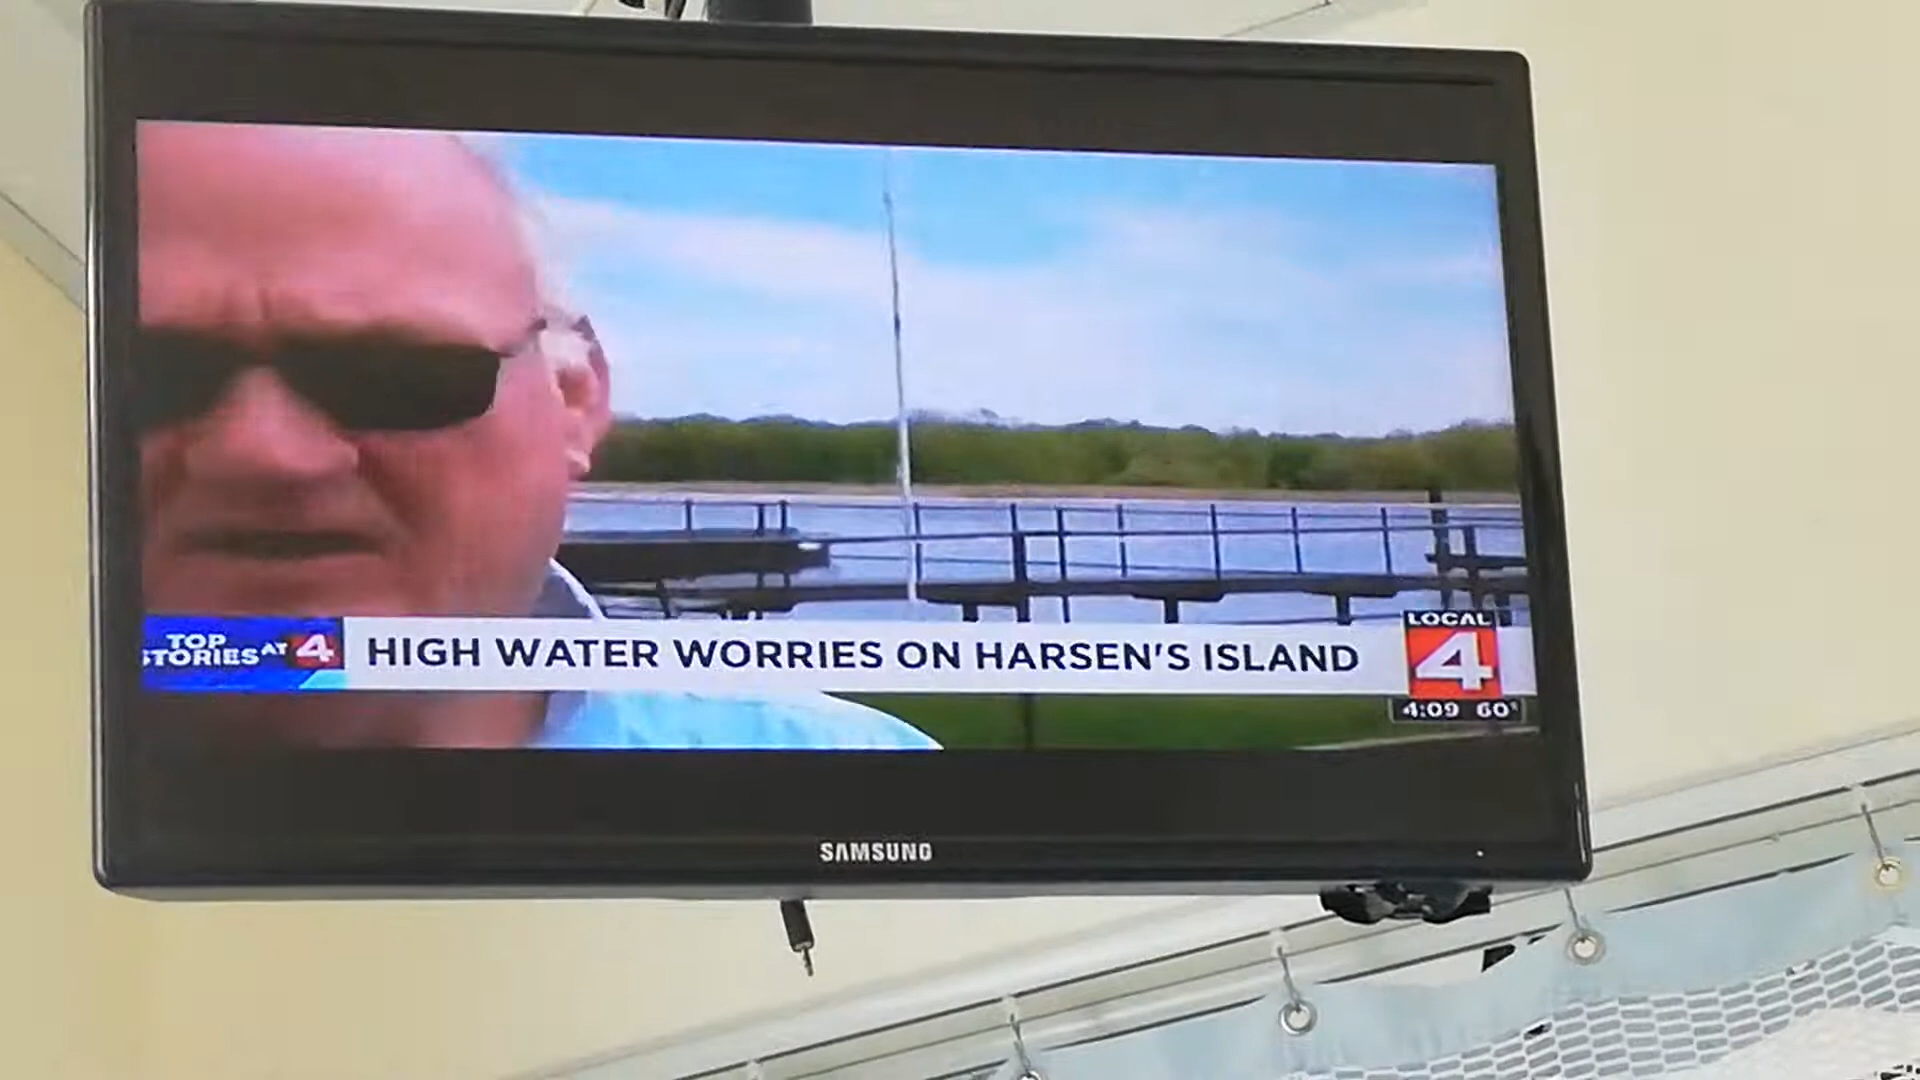 TOP
STORIES AT 4
HIGH WATER WORRIES ON HARSEN'S ISLAND
LOCAL
4
4:09 60°
SAMSUNG